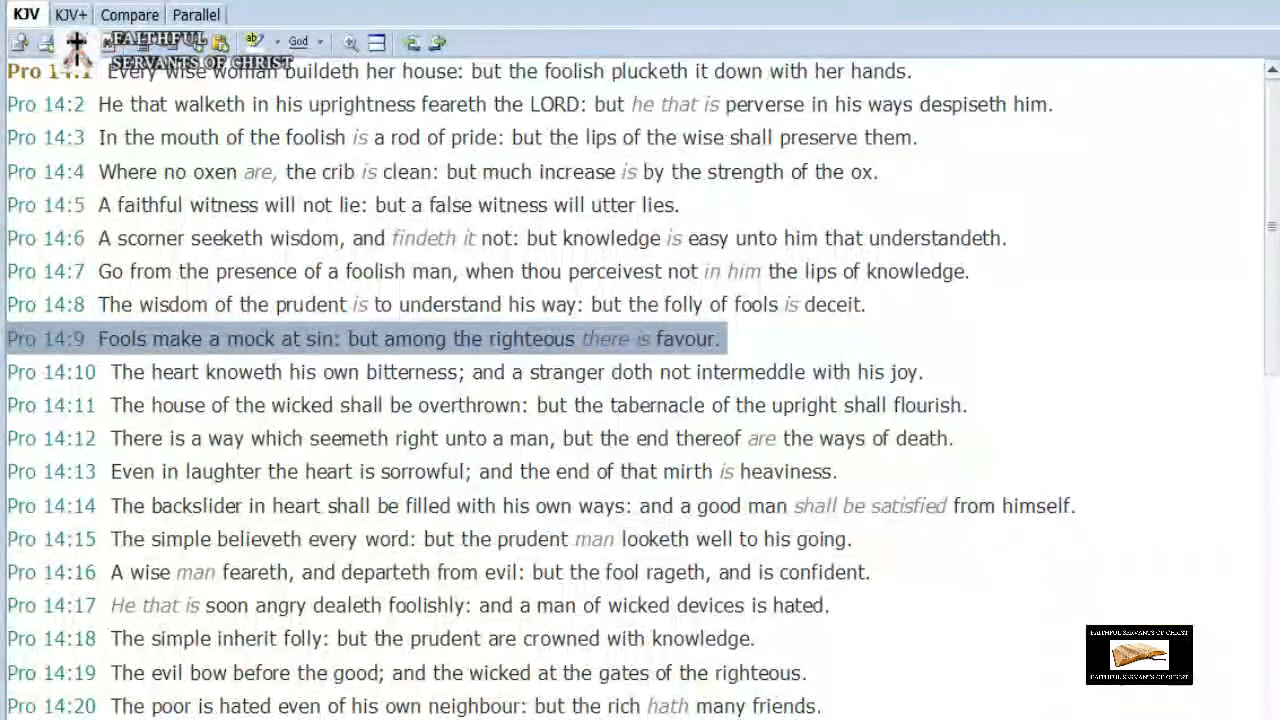 KJV KJV+ Compare Parallel
FAITHFUL
SERVANTS OF CHRIST
God
Pro 14:1 Every wise woman buildeth her house: but the foolish plucketh it down with her hands.
Pro 14:2 He that walketh in his uprightness feareth the LORD: but he that is perverse in his ways despiseth him.
Pro 14:3 In the mouth of the foolish is a rod of pride: but the lips of the wise shall preserve them.
Pro 14:4 Where no oxen are, the crib is clean: but much increase is by the strength of the ox.
Pro 14:5 A faithful witness will not lie: but a false witness will utter lies.
Pro 14:6 A scorner seeketh wisdom, and findeth it not: but knowledge is easy unto him that understandeth.
Pro 14:7 Go from the presence of a foolish man, when thou perceivest not in him the lips of knowledge.
Pro 14:8 The wisdom of the prudent is to understand his way: but the folly of fools is deceit.
Pro 14:9 Fools make a mock at sin: but among the righteous there is favour.
Pro 14:10 The heart knoweth his own bitterness; and a stranger doth not intermeddle with his joy.
Pro 14:11 The house of the wicked shall be overthrown: but the tabernacle of the upright shall flourish.
Pro 14:12 There is a way which seemeth right unto a man, but the end thereof are the ways of death.
Pro 14:13 Even in laughter the heart is sorrowful; and the end of that mirth is heaviness.
Pro 14:14 The backslider in heart shall be filled with his own ways: and a good man shall be satisfied from himself.
Pro 14:15 The simple believeth every word: but the prudent man looketh well to his going.
Pro 14:16 A wise man feareth, and departeth from evil: but the fool rageth, and is confident.
Pro 14:17 He that is soon angry dealeth foolishly: and a man of wicked devices is hated.
Pro 14:18 The simple inherit folly: but the prudent are crowned with knowledge.
Pro 14:19 The evil bow before the good; and the wicked at the gates of the righteous.
Pro 14:20 The poor is hated even of his own neighbour: but the rich hath many friends.
FAITHFUL SERVANTS OF CHRIST
FAITHFUL SERVANTS OF CHRIST